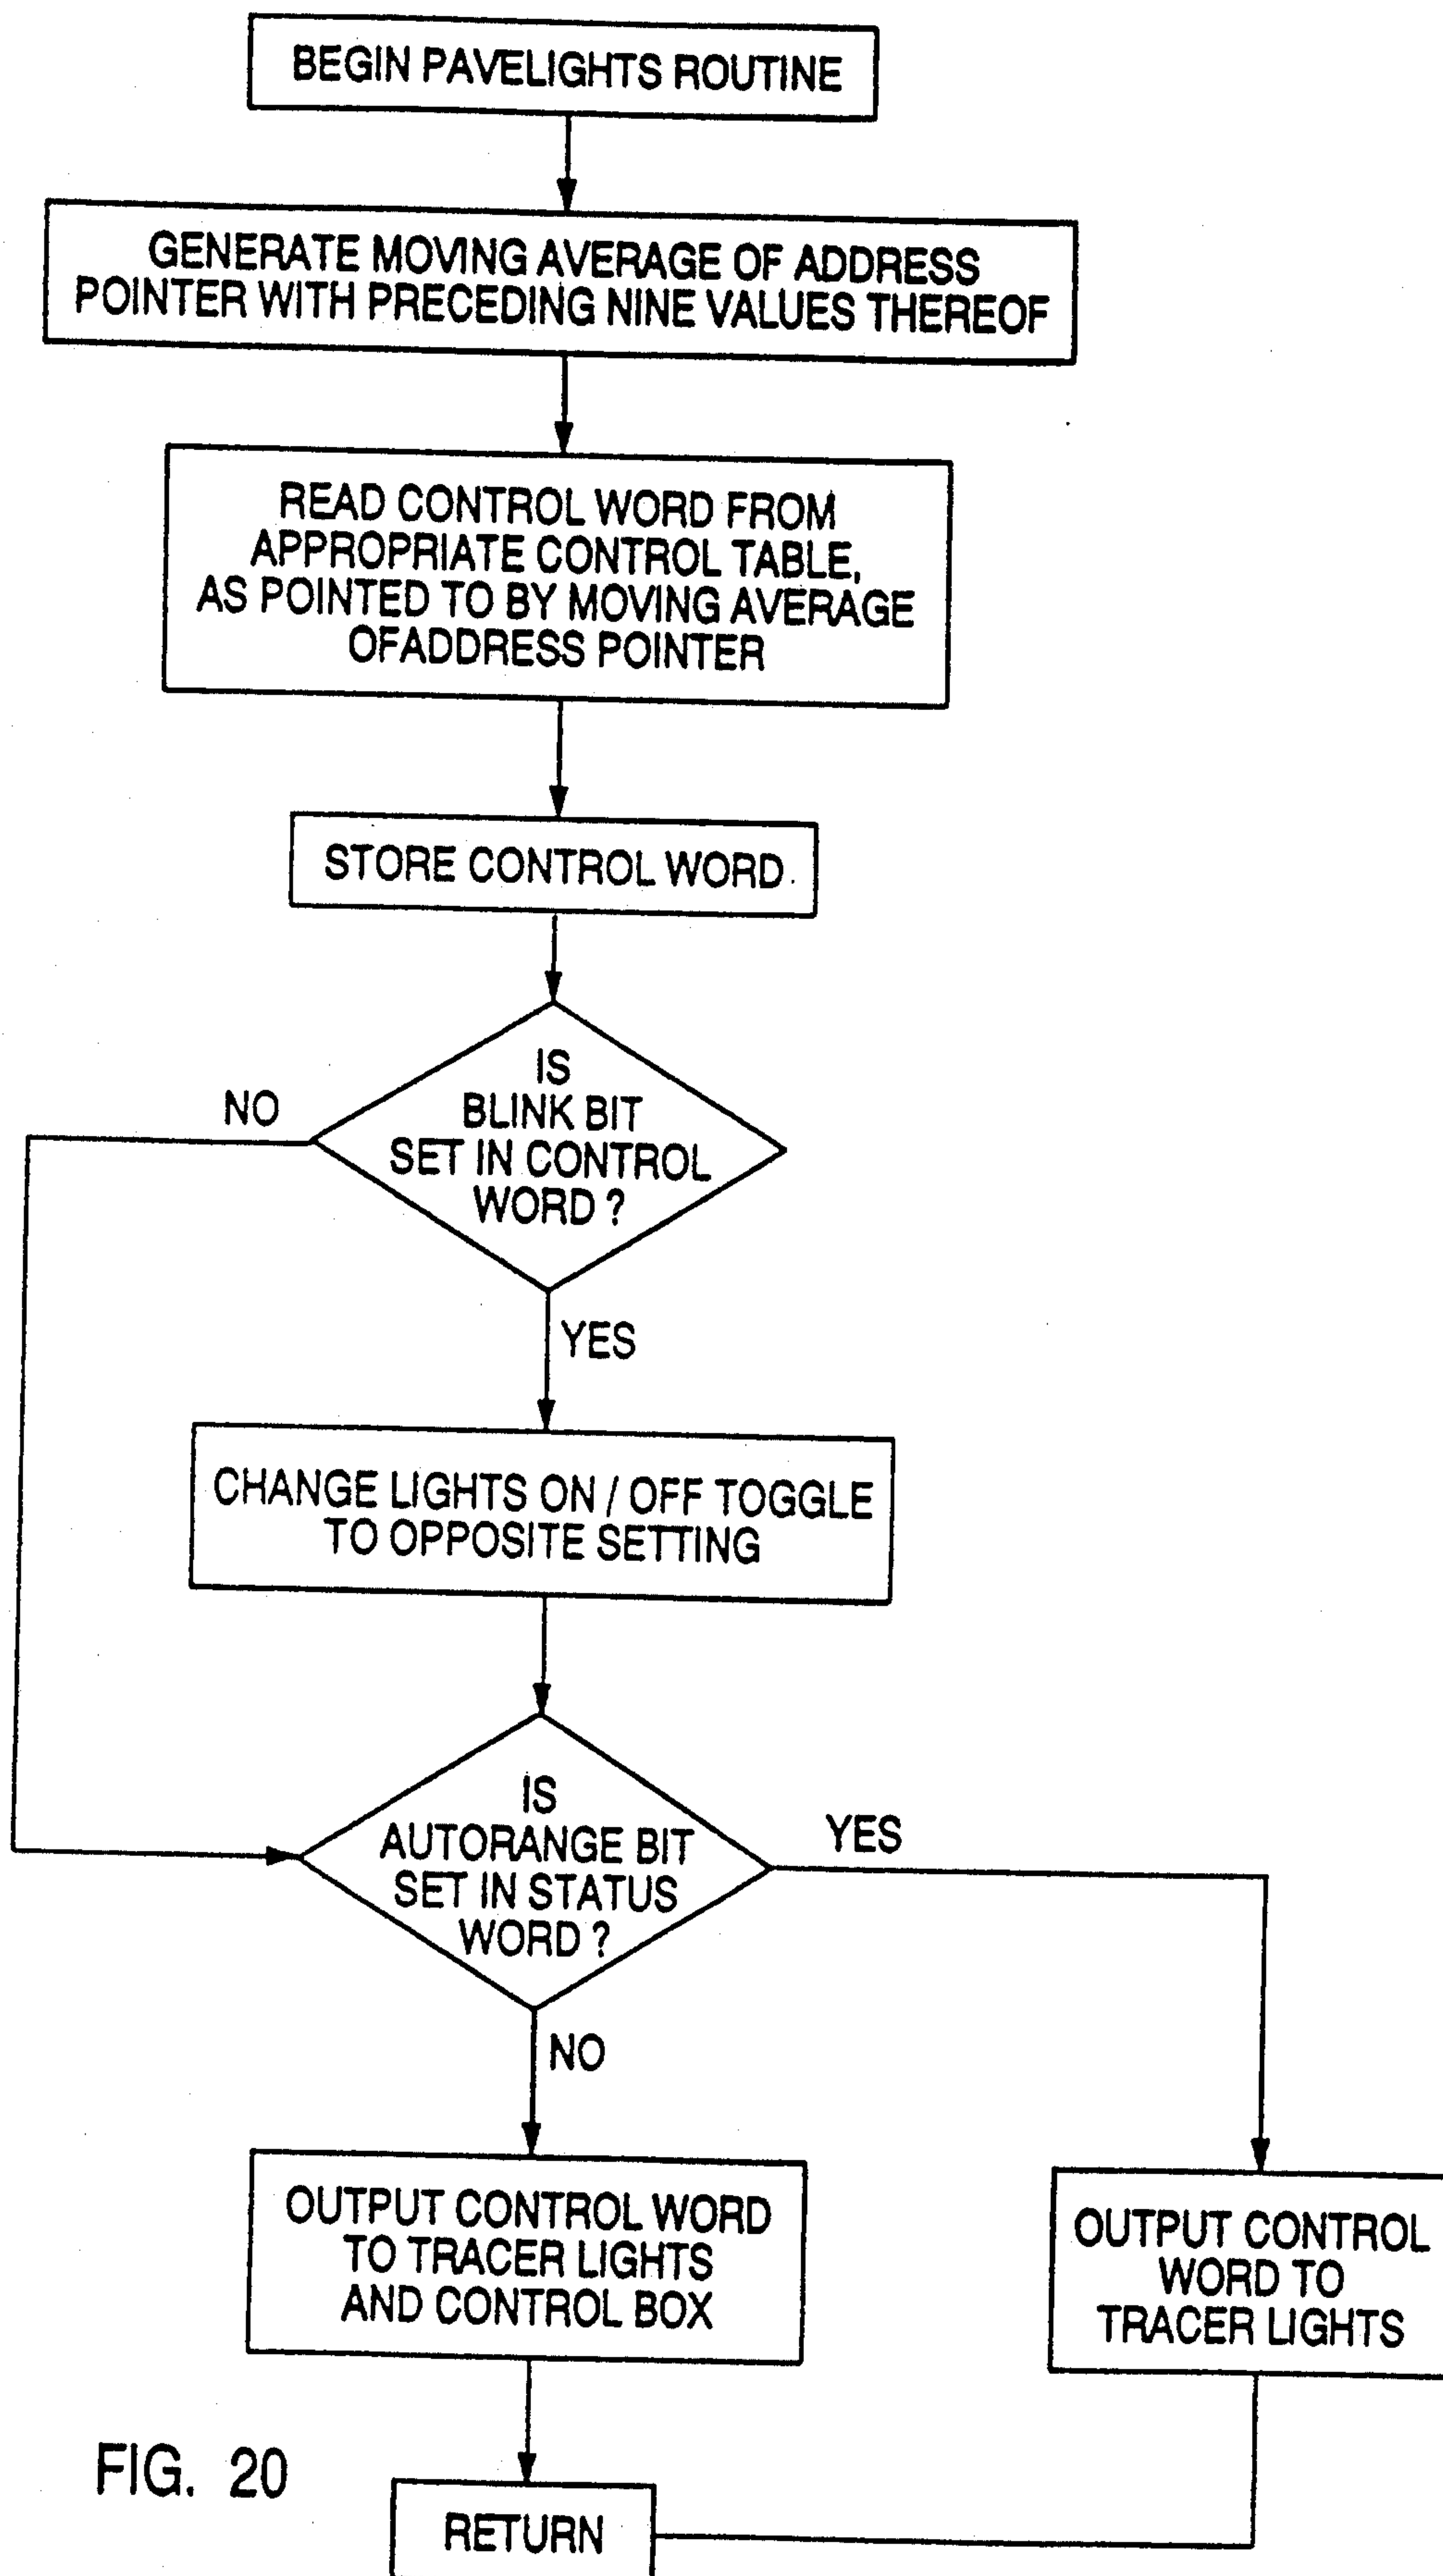 BEGIN PAVELIGHTS ROUTINE
GENERATE MOVING AVERAGE OF ADDRESS
POINTER WITH PRECEDING NINE VALUES THEREOF
READ CONTROL WORD FROM
APPROPRIATE CONTROL TABLE,
AS POINTED TO BY MOVING AVERAGE
OFADDRESS POINTER
STORE CONTROL WORD
IS
BLINK BIT
SET IN CONTROL
WORD ?
NO
YES
CHANGE LIGHTS ON / OFF TOGGLE
TO OPPOSITE SETTING
IS
AUTORANGE BIT
SET IN STATUS
WORD ?
YES
NO
OUTPUT CONTROL WORD
TO TRACER LIGHTS
AND CONTROL BOX
OUTPUT CONTROL
WORD TO
TRACER LIGHTS
RETURN
FIG. 20